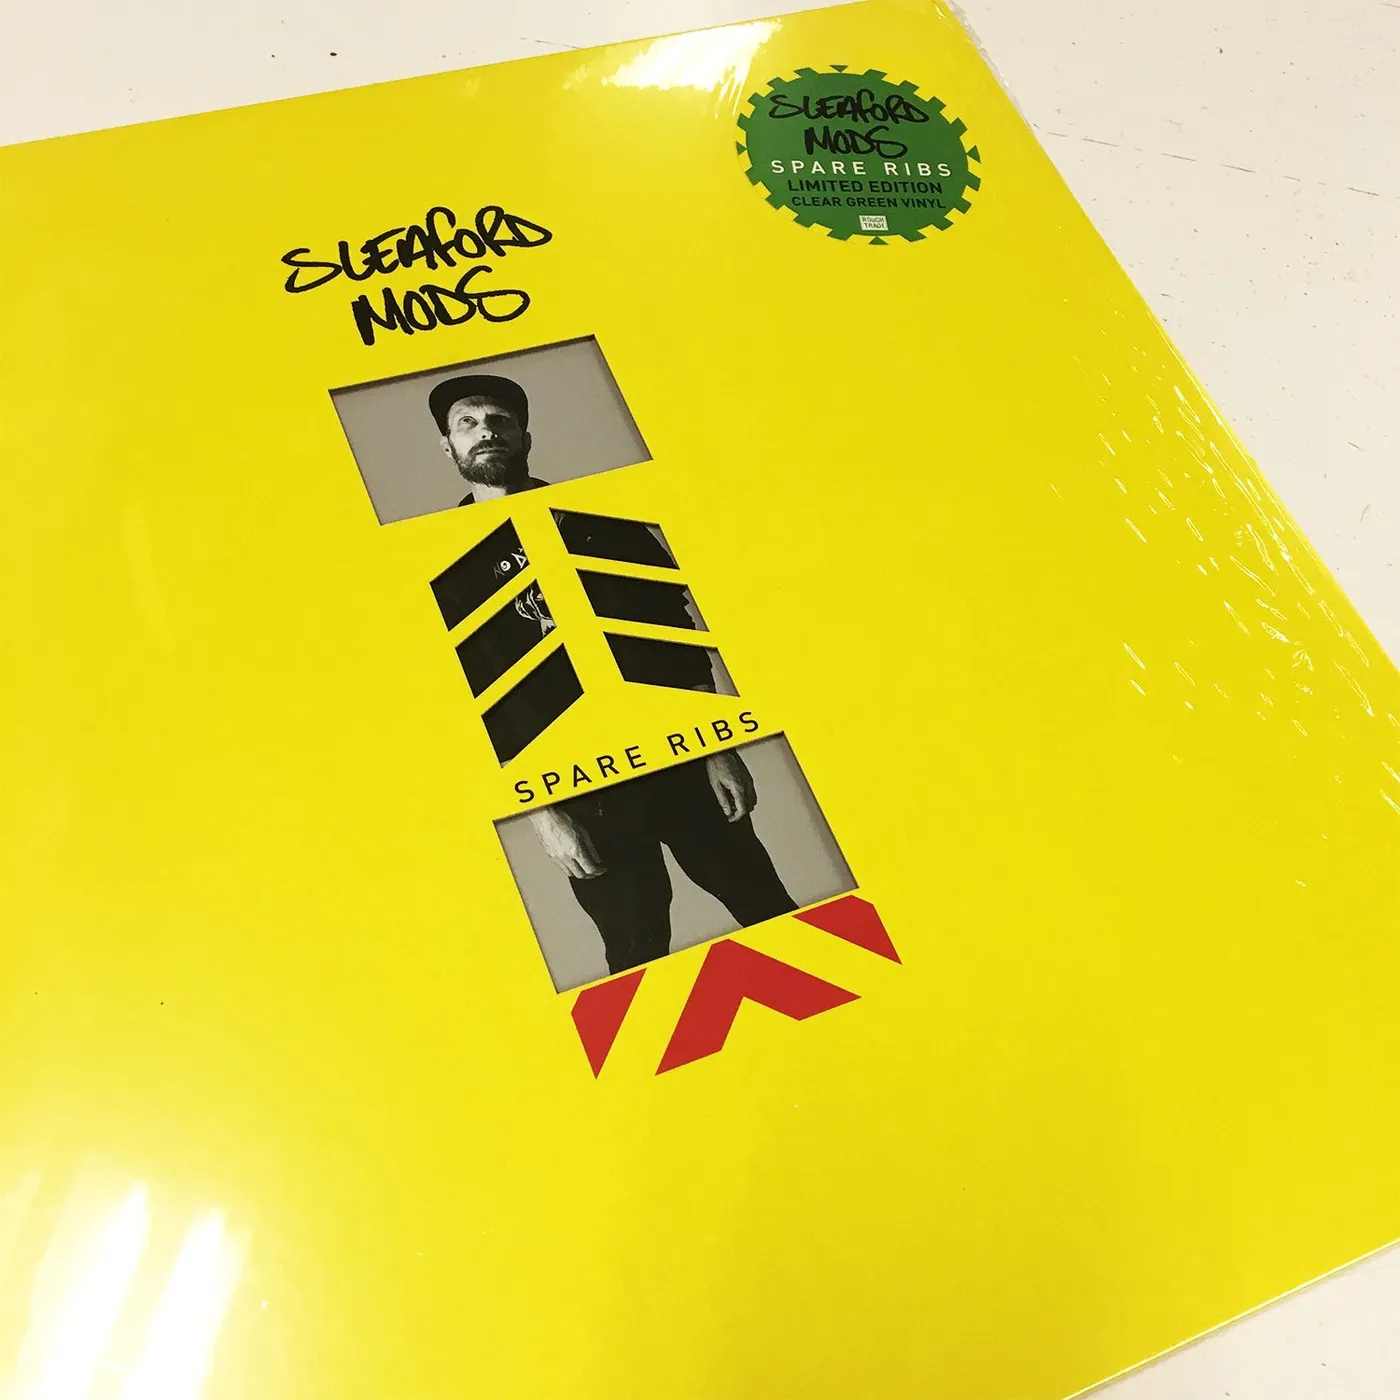 SLEAFORD
MODS
SPARE RIBS
LIMITED EDITION
CLEAR GREEN VINYL
ROUGH
TRADE
SLEAFORD
MODS
SPARE RIBS